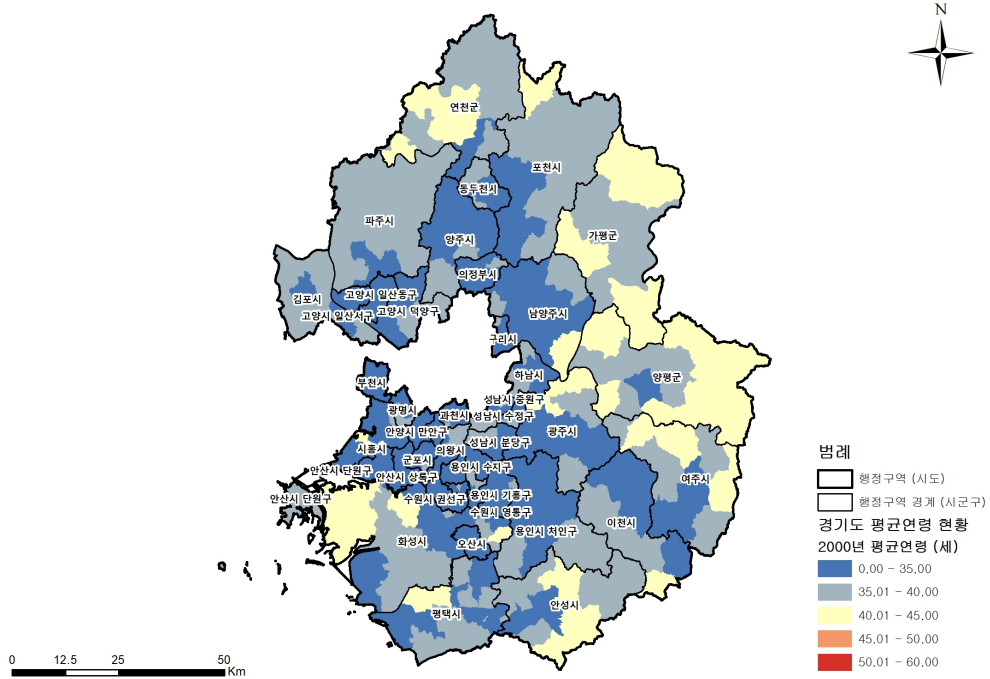 N
연천군
포천시
동두천시
파주시
가평군
양주시
의정부시
고양시 일산동구
김포시
고양시 덕양구
고양시 일산서구
남양주시
구리시
하남시
양평군
부천시
성남시 중원구
광명시
과천시
성남시 수정구
안양시 만안구
광주시
성남시 분당구
시흥시
의왕시
군포시
안산시 단원구
용인시 수지구
안산시 상록구
여주시
안산시 단원구
수원시 권선구
용인시 기흥구
수원시 영통구
이천시
용인시 처인구
화성시
오산시
안성시
평택시
범례
행정구역 (시도)
행정구역 경계 (시군구)
경기도 평균연령 현황
2000년 평균연령 (세)
0.00 - 35.00
35.01 - 40.00
40.01 - 45.00
45.01 - 50.00
50.01 - 60.00
0 12.5 25 50
Km